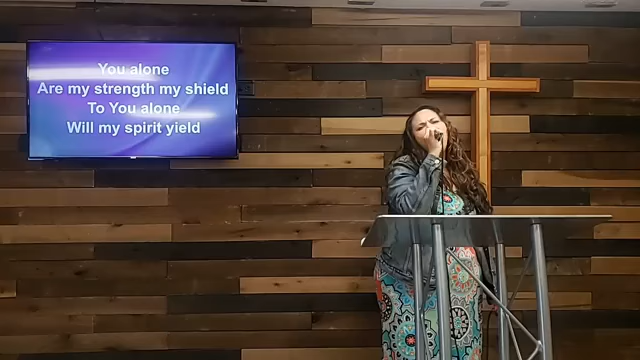 You alone
Are my strength my shield
To You alone
Will my spirit yield